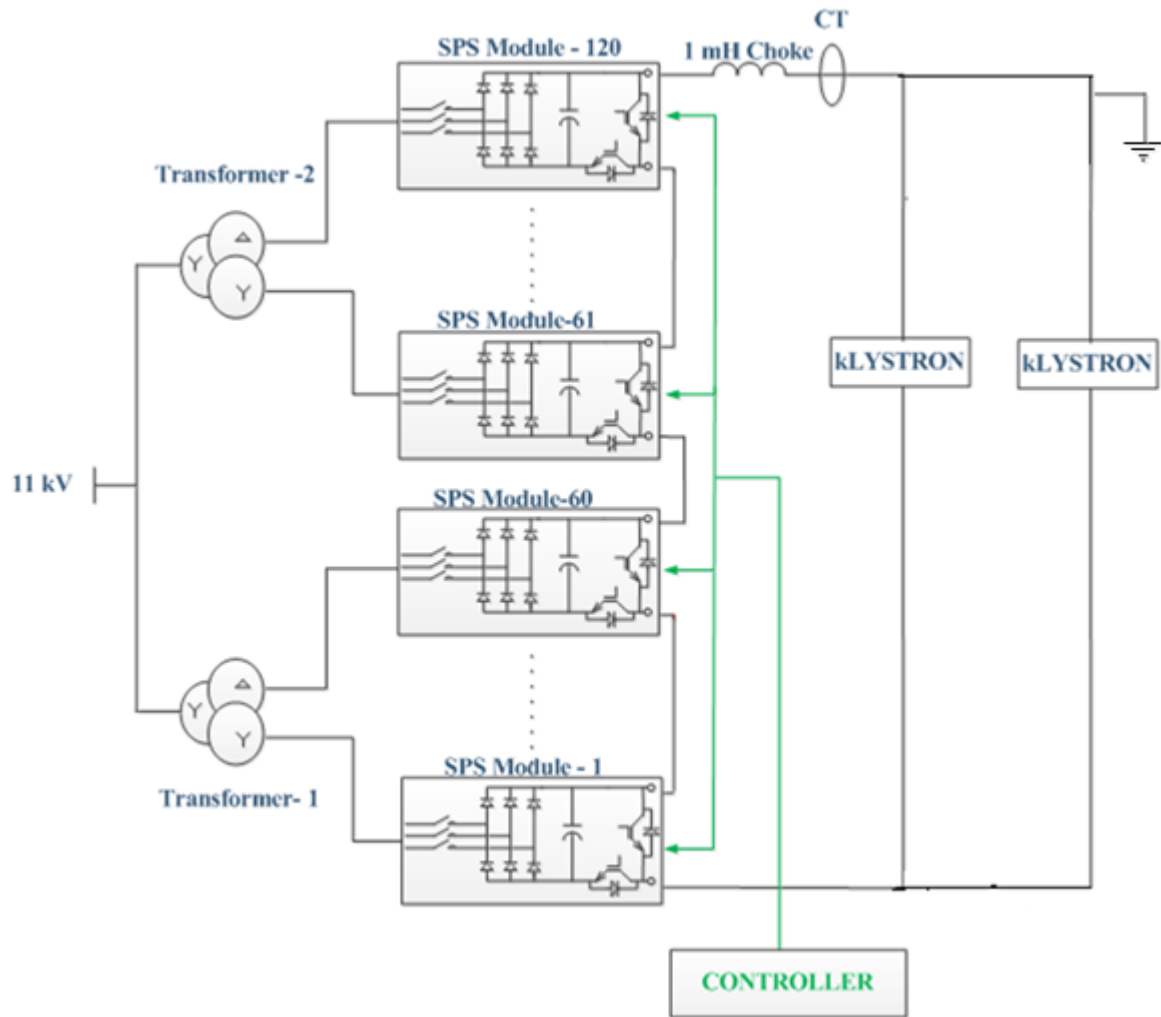 CT
SPS Module - 120
1 mH Choke
Transformer -2
Δ
Y
Y
SPS Module-61
kLYSTRON
kLYSTRON
11 kV
SPS Module-60
Δ
Y
Y
SPS Module - 1
Transformer- 1
CONTROLLER